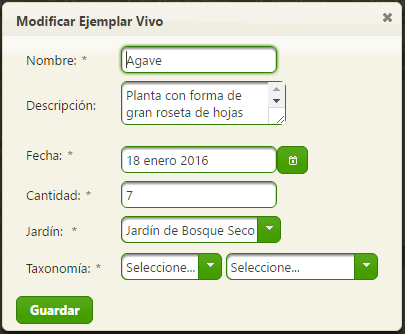 Modificar Ejemplar Vivo
Nombre: * Agave
Descripción: Planta con forma de
gran roseta de hojas
Fecha: * 18 enero 2016
Cantidad: * 7
Jardín: * Jardín de Bosque Seco
Taxonomía: * Seleccione... Seleccione...
Guardar